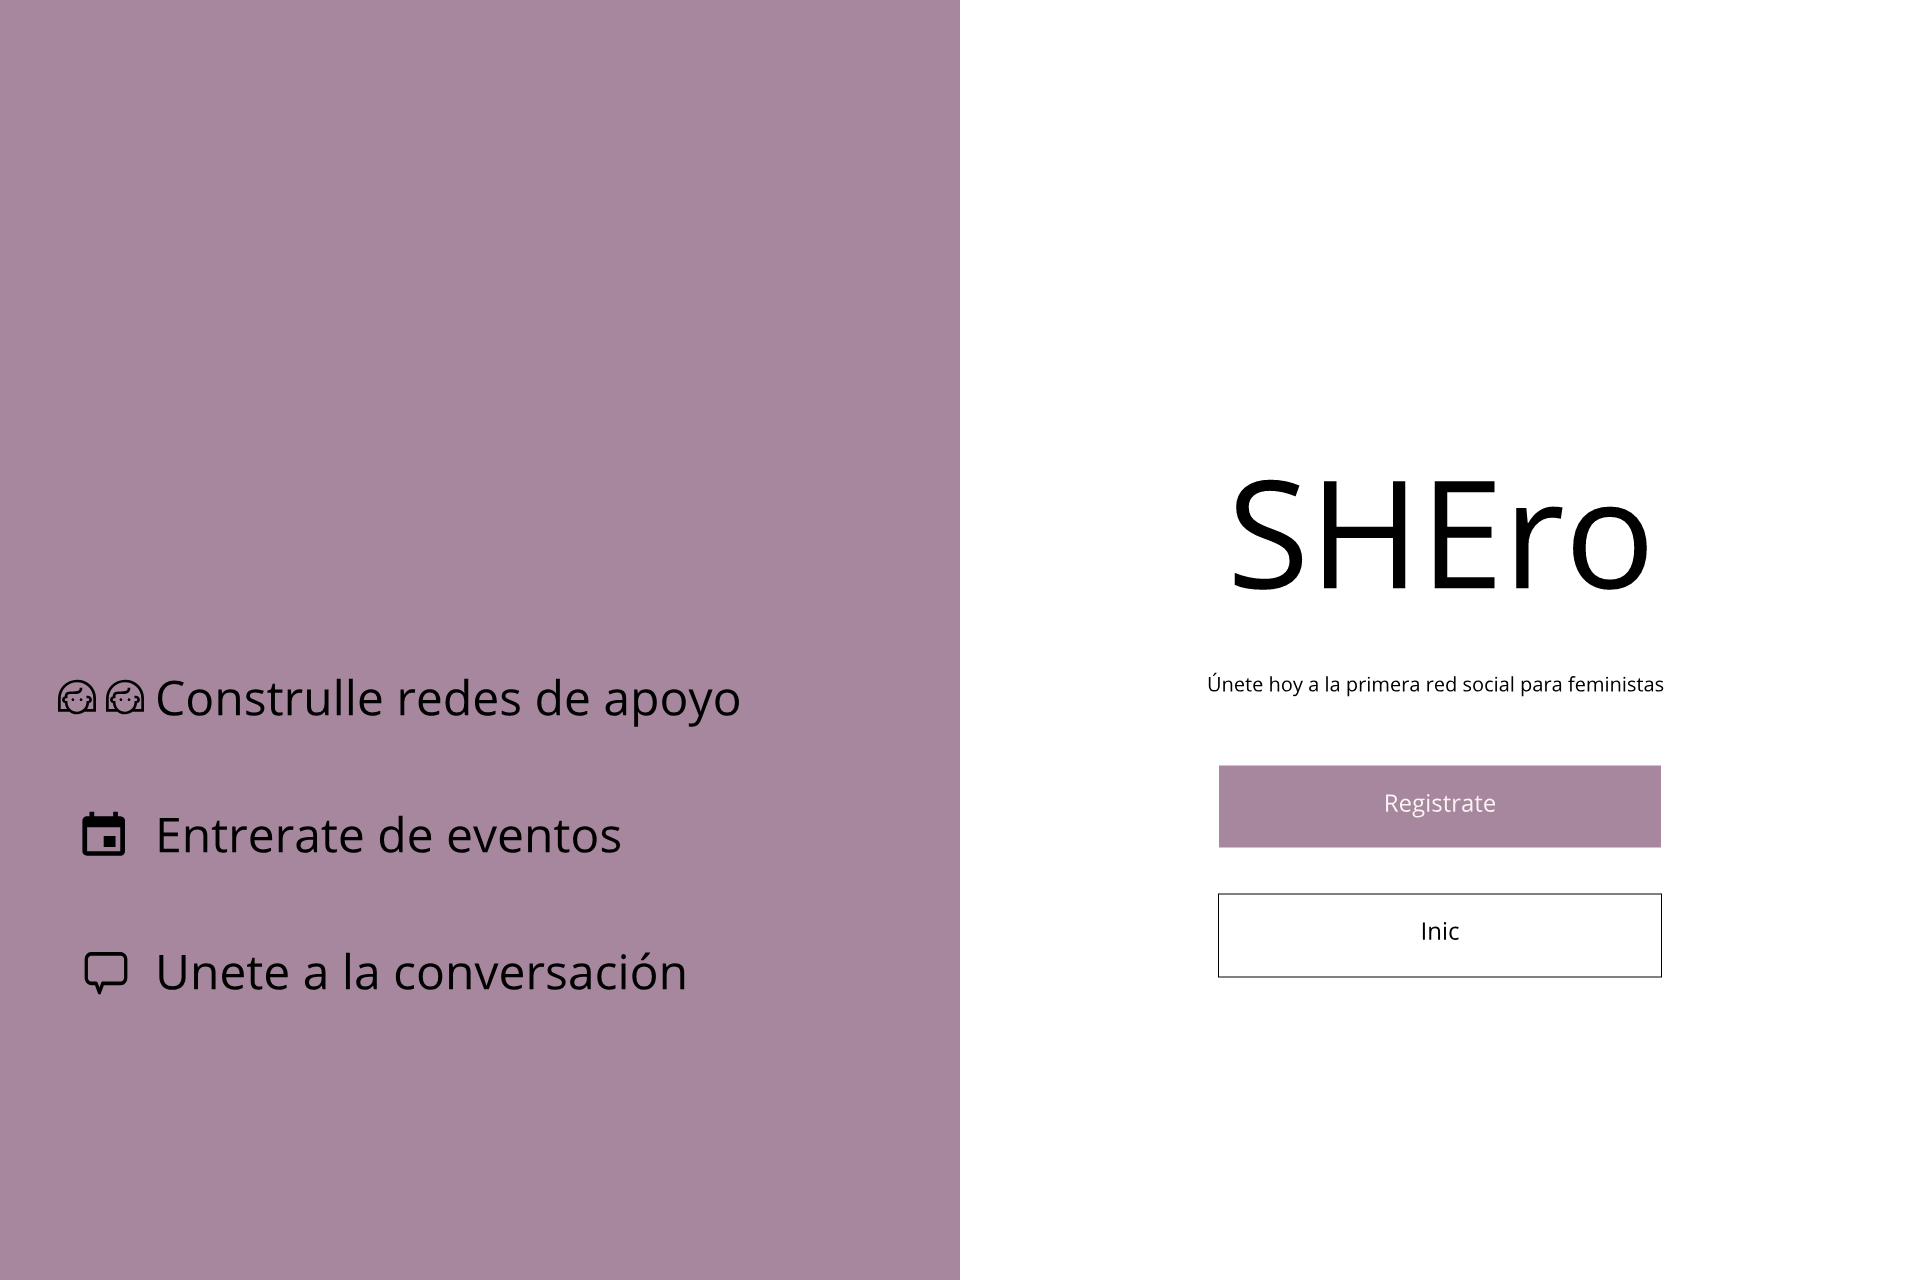 Construlle redes de apoyo
Entrerate de eventos
Unete a la conversación
SHEro
Únete hoy a la primera red social para feministas
Registrate
Inic